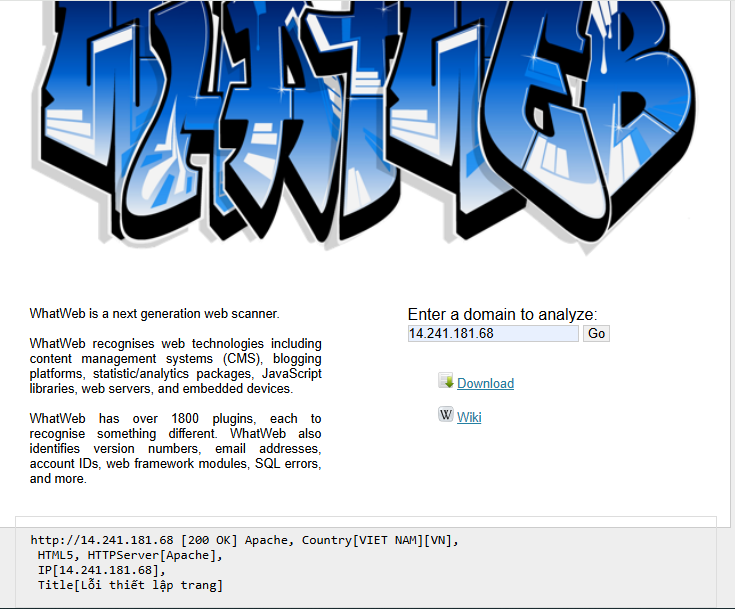 WHATWEB
WhatWeb is a next generation web scanner.
WhatWeb recognises web technologies including
content management systems (CMS), blogging
platforms, statistic/analytics packages, JavaScript
libraries, web servers, and embedded devices.
WhatWeb has over 1800 plugins, each to
recognise something different. WhatWeb also
identifies version numbers, email addresses,
account IDs, web framework modules, SQL errors,
and more.
Enter a domain to analyze:
14.241.181.68 Go
Download
W Wiki
http://14.241.181.68 [200 OK] Apache, Country[VIET NAM][VN],
HTML5, HTTPServer[Apache],
IP[14.241.181.68],
Title[Lỗi thiết lập trang]